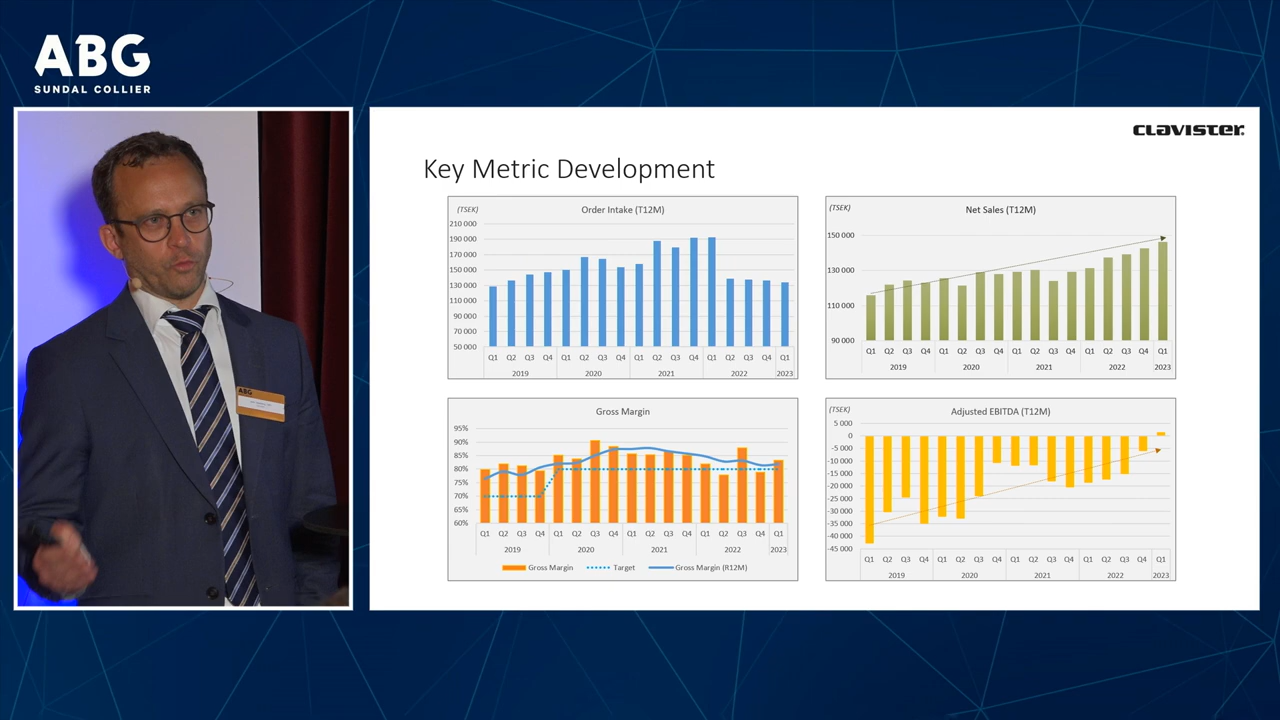 ABG
SUNDAL COLLIER
ABG
CLAVISTER
Key Metric Development
(TSEK)
Order Intake (T12M)
210 000
190 000
170 000
150 000
130 000
110 000
90 000
70 000
50 000
Q1 Q2 Q3 Q4 Q1 Q2 Q3 Q4 Q1 Q2 Q3 Q4 Q1 Q2 Q3 Q4 Q1
2019 2020 2021 2022 2023
(TSEK)
Net Sales (T12M)
150 000
130 000
110 000
90 000
Q1 Q2 Q3 Q4 Q1 Q2 Q3 Q4 Q1 Q2 Q3 Q4 Q1 Q2 Q3 Q4 Q1
2019 2020 2021 2022 2023
Gross Margin
95%
90%
85%
80%
75%
70%
65%
60%
Q1 Q2 Q3 Q4 Q1 Q2 Q3 Q4 Q1 Q2 Q3 Q4 Q1 Q2 Q3 Q4 Q1
2019 2020 2021 2022 2023
Gross Margin Target Gross Margin (R12M)
(TSEK)
Adjusted EBITDA (T12M)
5 000
0
-5 000
-10 000
-15 000
-20 000
-25 000
-30 000
-35 000
-40 000
-45 000
Q1 Q2 Q3 Q4 Q1 Q2 Q3 Q4 Q1 Q2 Q3 Q4 Q1 Q2 Q3 Q4 Q1
2019 2020 2021 2022 2023